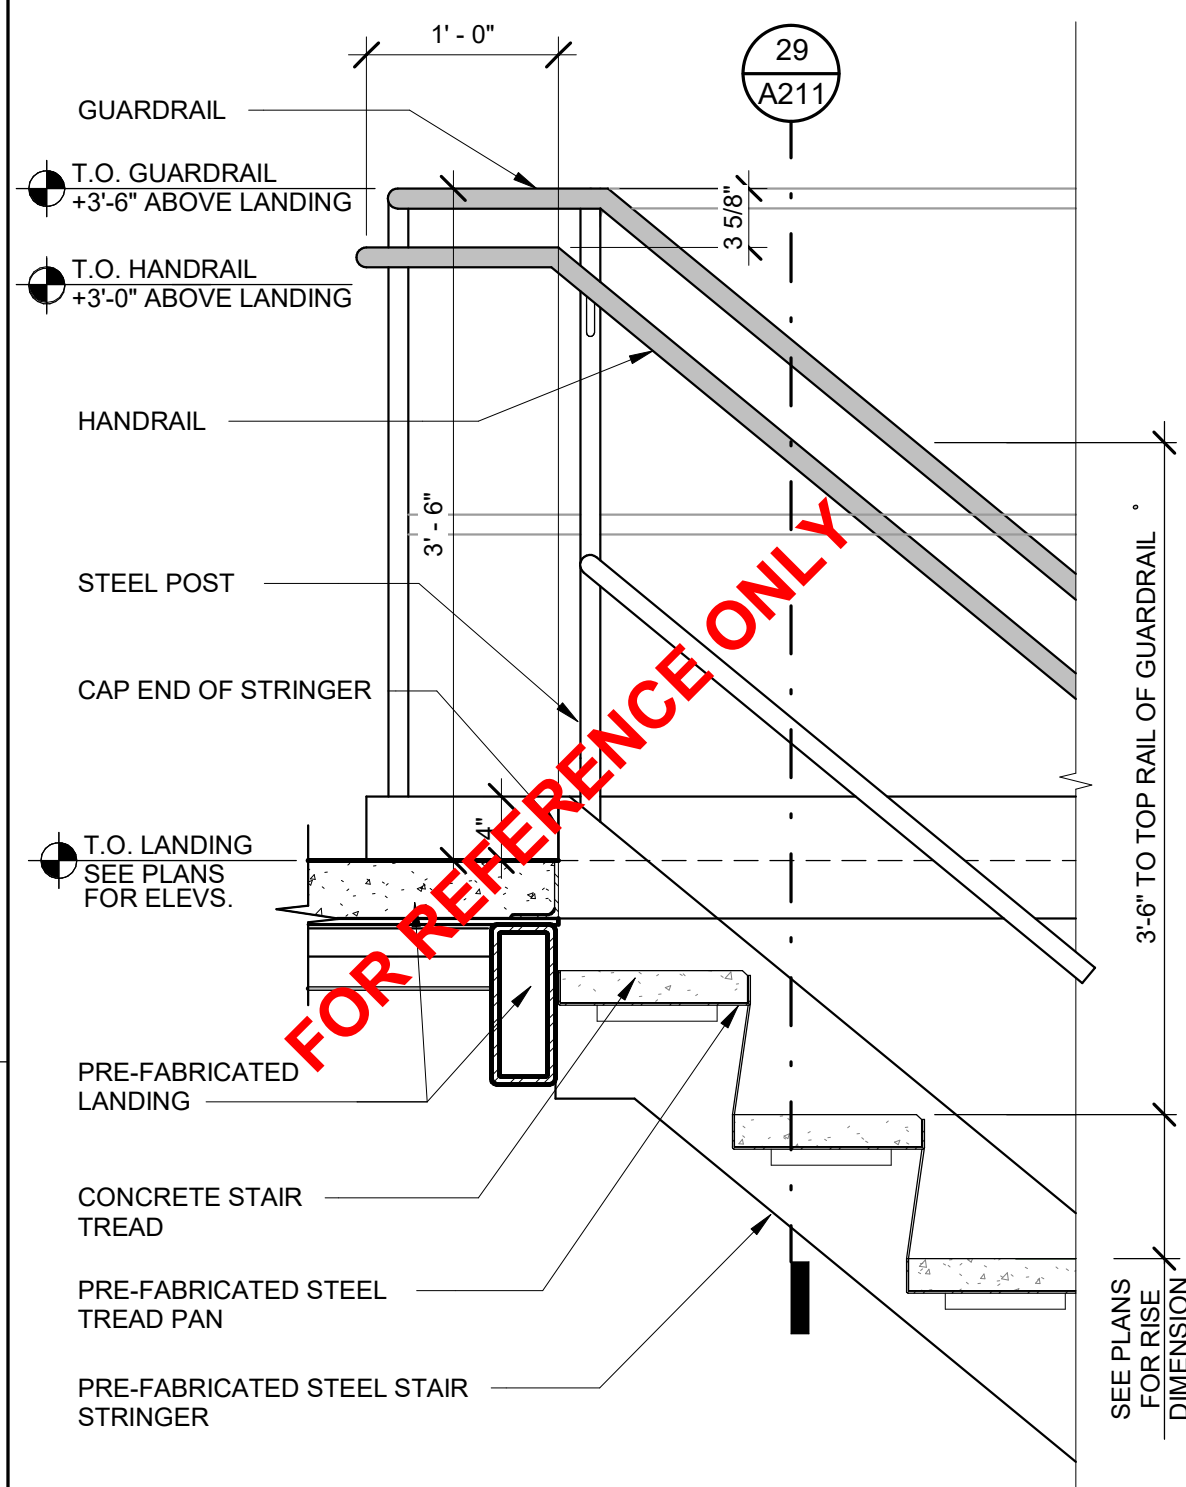 1' - 0"
29
A211
GUARDRAIL
T.O. GUARDRAIL
+3'-6" ABOVE LANDING
3 5/8"
T.O. HANDRAIL
+3'-0" ABOVE LANDING
HANDRAIL
3' - 6"
STEEL POST
CAP END OF STRINGER
4"
T.O. LANDING
SEE PLANS
FOR ELEVS.
FOR REFERENCE ONLY
3'-6" TO TOP RAIL OF GUARDRAIL
PRE-FABRICATED
LANDING
CONCRETE STAIR
TREAD
PRE-FABRICATED STEEL
TREAD PAN
PRE-FABRICATED STEEL STAIR
STRINGER
SEE PLANS
FOR RISE
DIMENSION